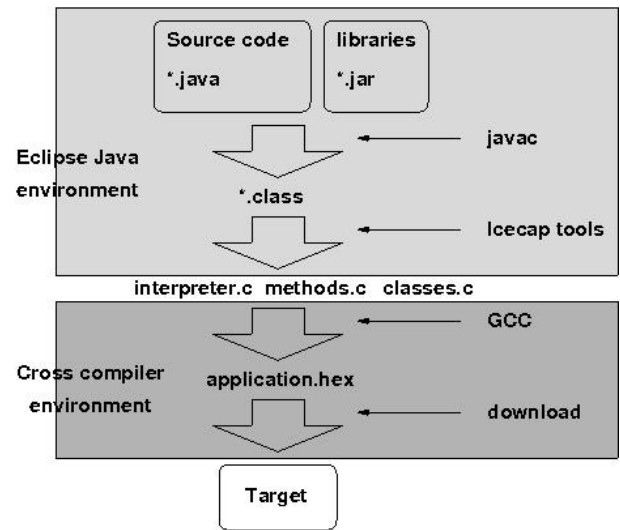 Source code
*.java
libraries
*.jar
javac
Eclipse Java
environment
*.class
Icecap tools
interpreter.c methods.c classes.c
GCC
Cross compiler
environment
application.hex
download
Target